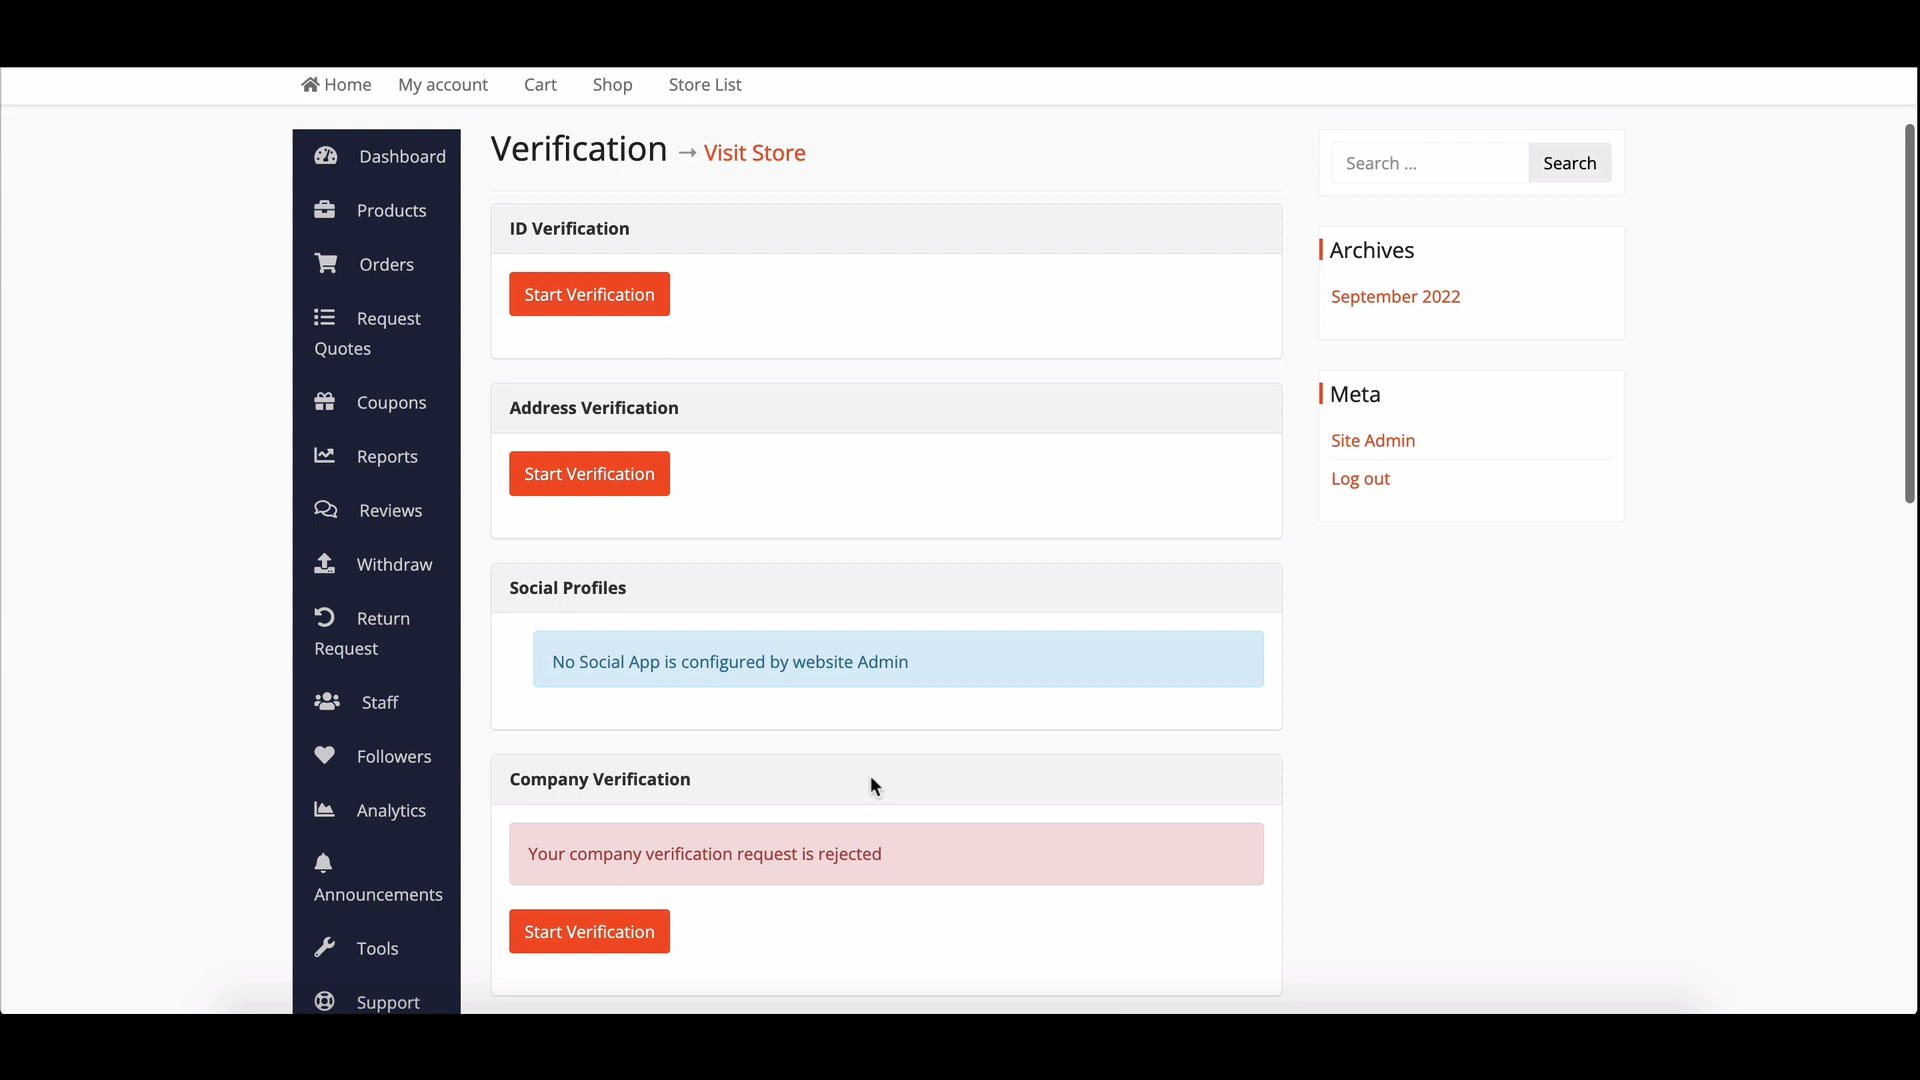 Home My account Cart Shop Store List
Dashboard
Products
Orders
Request
Quotes
Coupons
Reports
Reviews
Withdraw
Return
Request
Staff
Followers
Analytics
Announcements
Tools
Support
Verification → Visit Store
ID Verification
Start Verification
Address Verification
Start Verification
Social Profiles
No Social App is configured by website Admin
Company Verification
Your company verification request is rejected
Start Verification
Search ... Search
Archives
September 2022
Meta
Site Admin
Log out